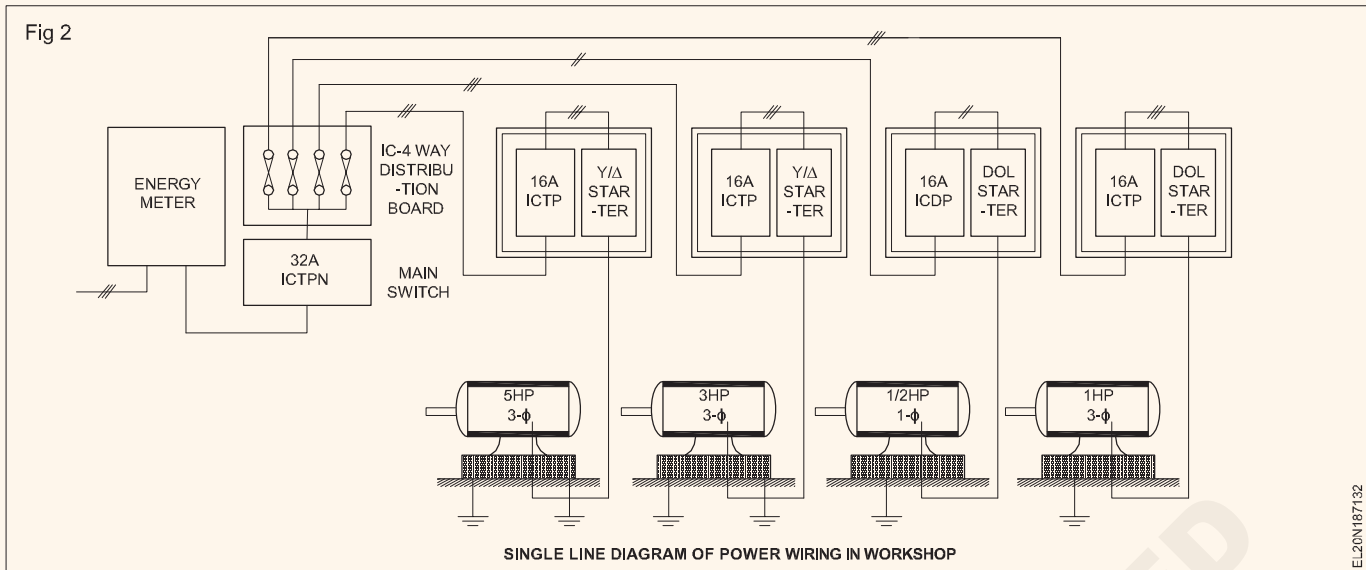 Fig 2
ENERGY
METER
IC-4 WAY
DISTRIBU
-TION
BOARD
32A
ICTPN
MAIN
SWITCH
16A
ICTP
Y/Δ
STAR
-TER
16A
ICTP
Y/Δ
STAR
-TER
16A
ICDP
DOL
STAR
-TER
16A
ICTP
DOL
STAR
-TER
5HP
3-ϕ
3HP
3-ϕ
1/2HP
1-ϕ
1HP
3-ϕ
SINGLE LINE DIAGRAM OF POWER WIRING IN WORKSHOP
EL20N187132